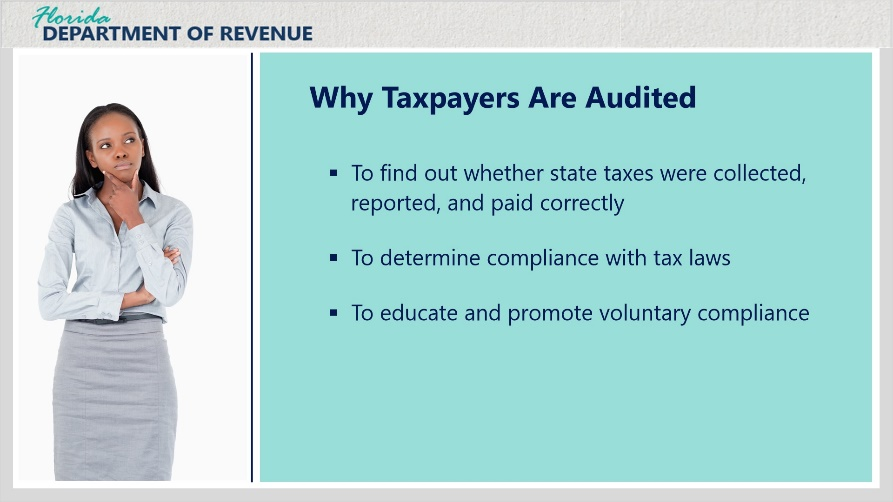 Florida
DEPARTMENT OF REVENUE
Why Taxpayers Are Audited
▪ To find out whether state taxes were collected,
reported, and paid correctly
▪ To determine compliance with tax laws
▪ To educate and promote voluntary compliance